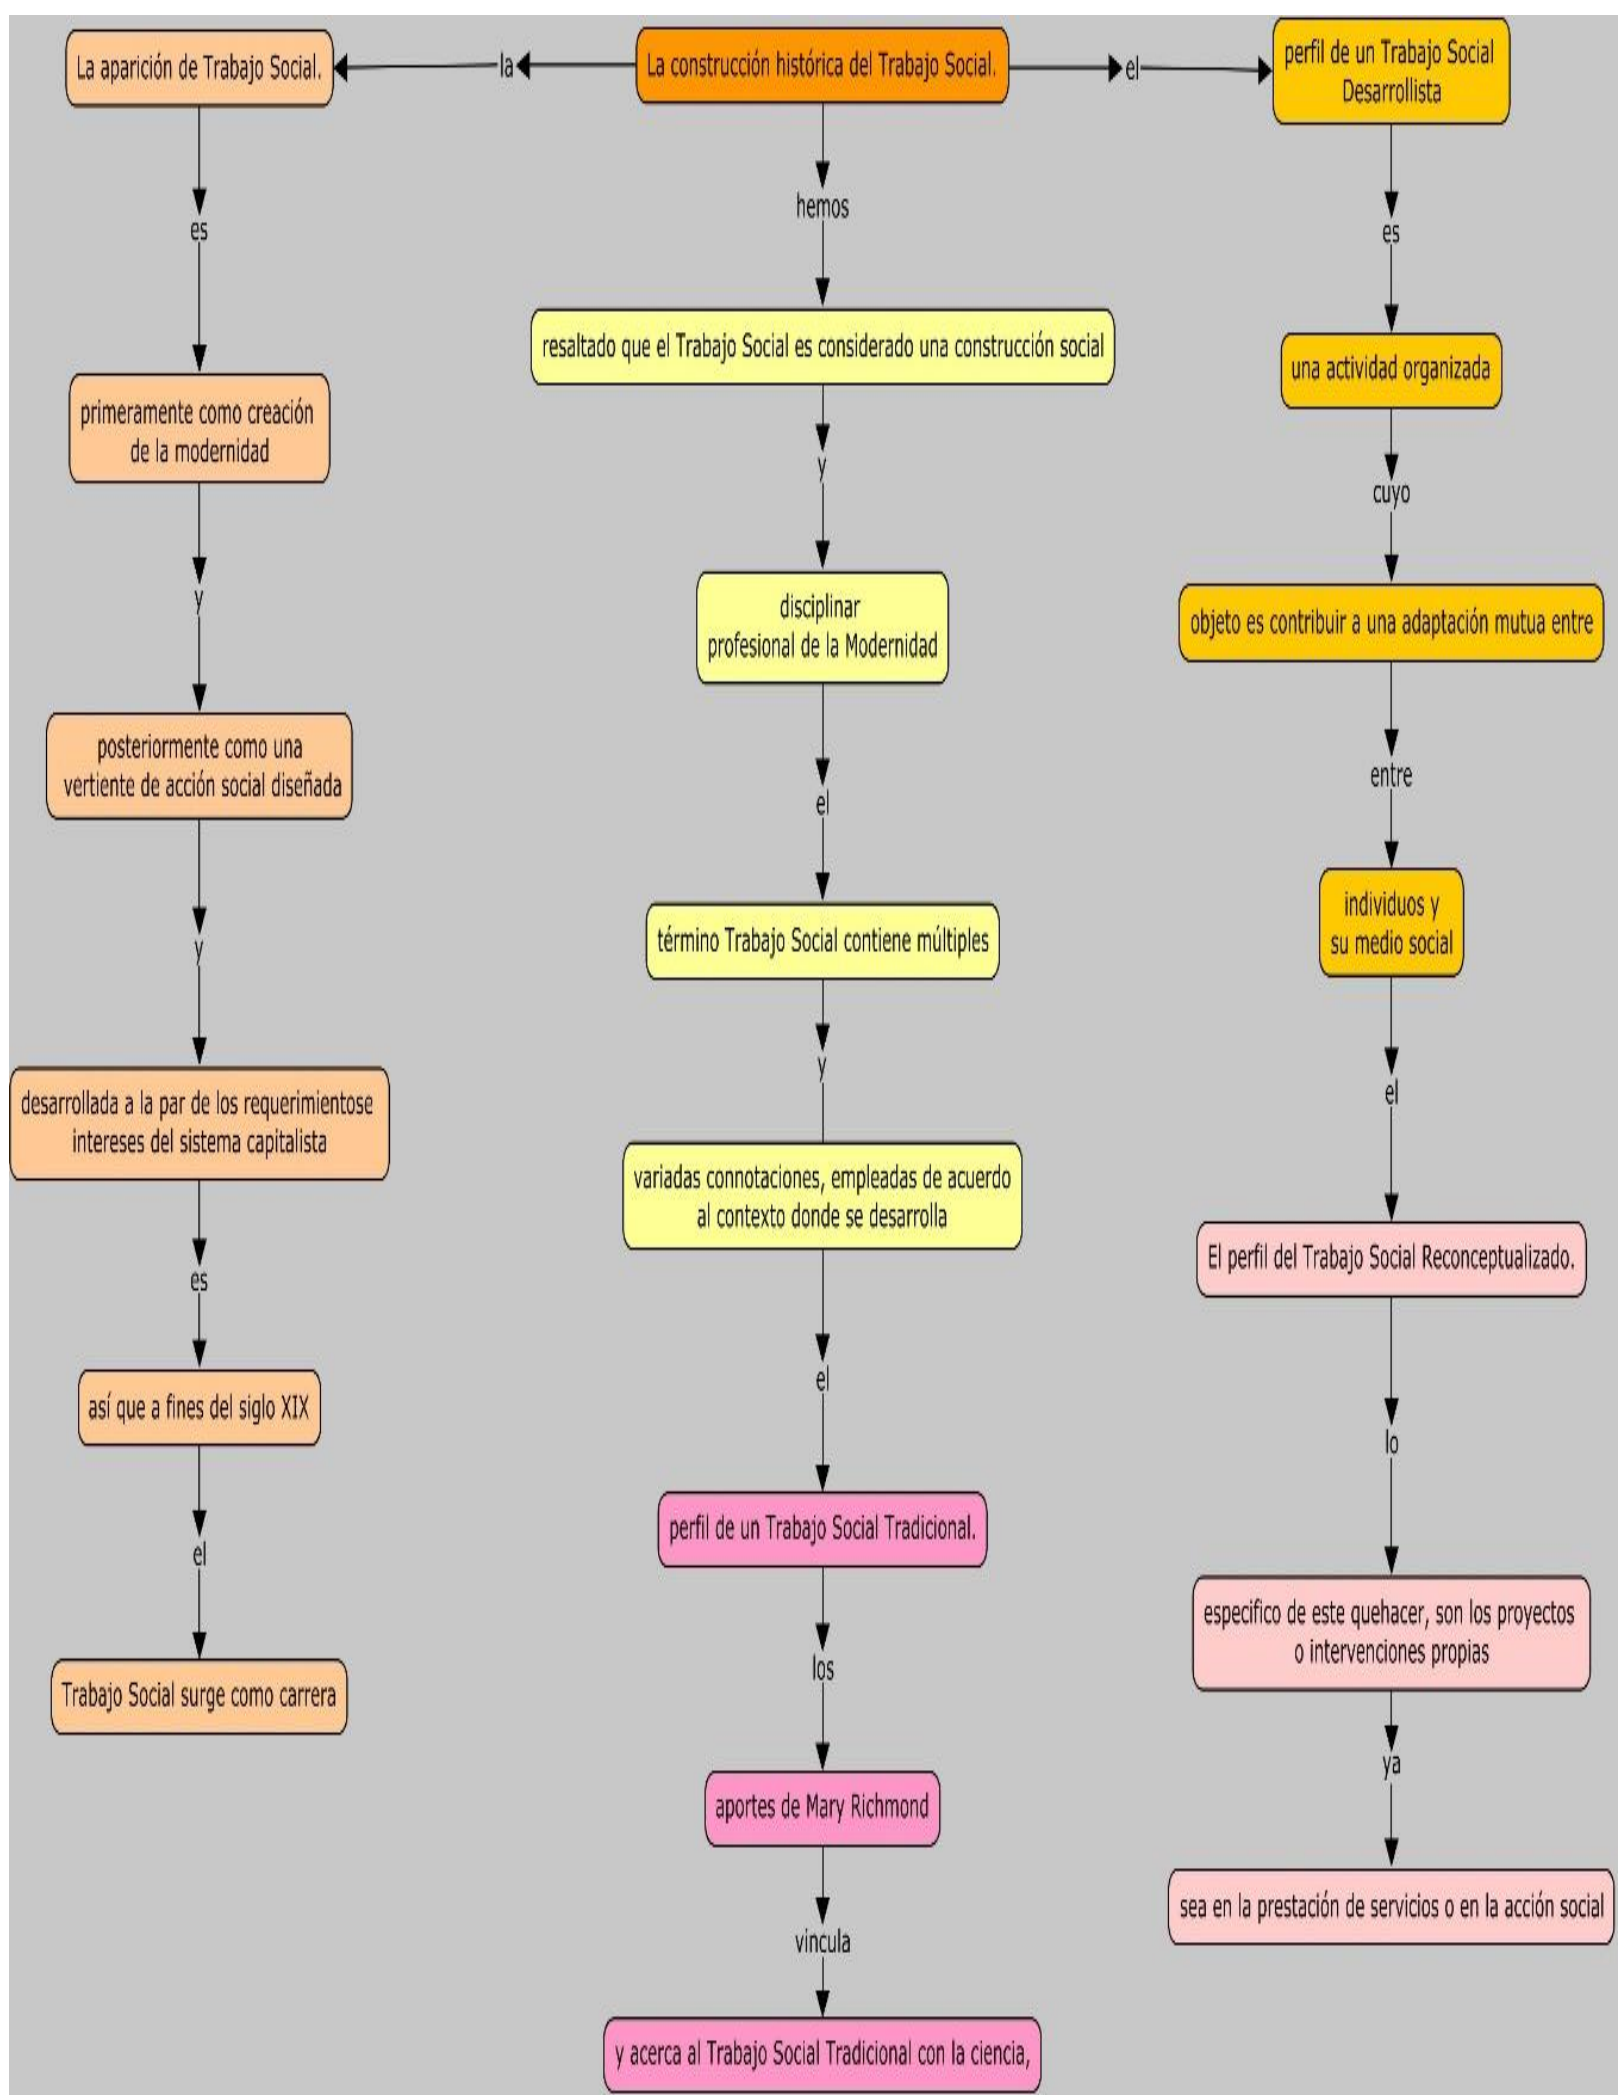 La construcción histórica del Trabajo Social.
la
La aparición de Trabajo Social.
es
primeramente como creación
de la modernidad
y
posteriormente como una
vertiente de acción social diseñada
y
desarrollada a la par de los requerimientose
intereses del sistema capitalista
es
así que a fines del siglo XIX
el
Trabajo Social surge como carrera
hemos
resaltado que el Trabajo Social es considerado una construcción social
y
disciplinar
profesional de la Modernidad
el
término Trabajo Social contiene múltiples
y
variadas connotaciones, empleadas de acuerdo
al contexto donde se desarrolla
el
perfil de un Trabajo Social Tradicional.
los
aportes de Mary Richmond
vincula
y acerca al Trabajo Social Tradicional con la ciencia,
el
perfil de un Trabajo Social
Desarrollista
es
una actividad organizada
cuyo
objeto es contribuir a una adaptación mutua entre
entre
individuos y
su medio social
el
El perfil del Trabajo Social Reconceptualizado.
lo
especifico de este quehacer, son los proyectos
o intervenciones propias
ya
sea en la prestación de servicios o en la acción social